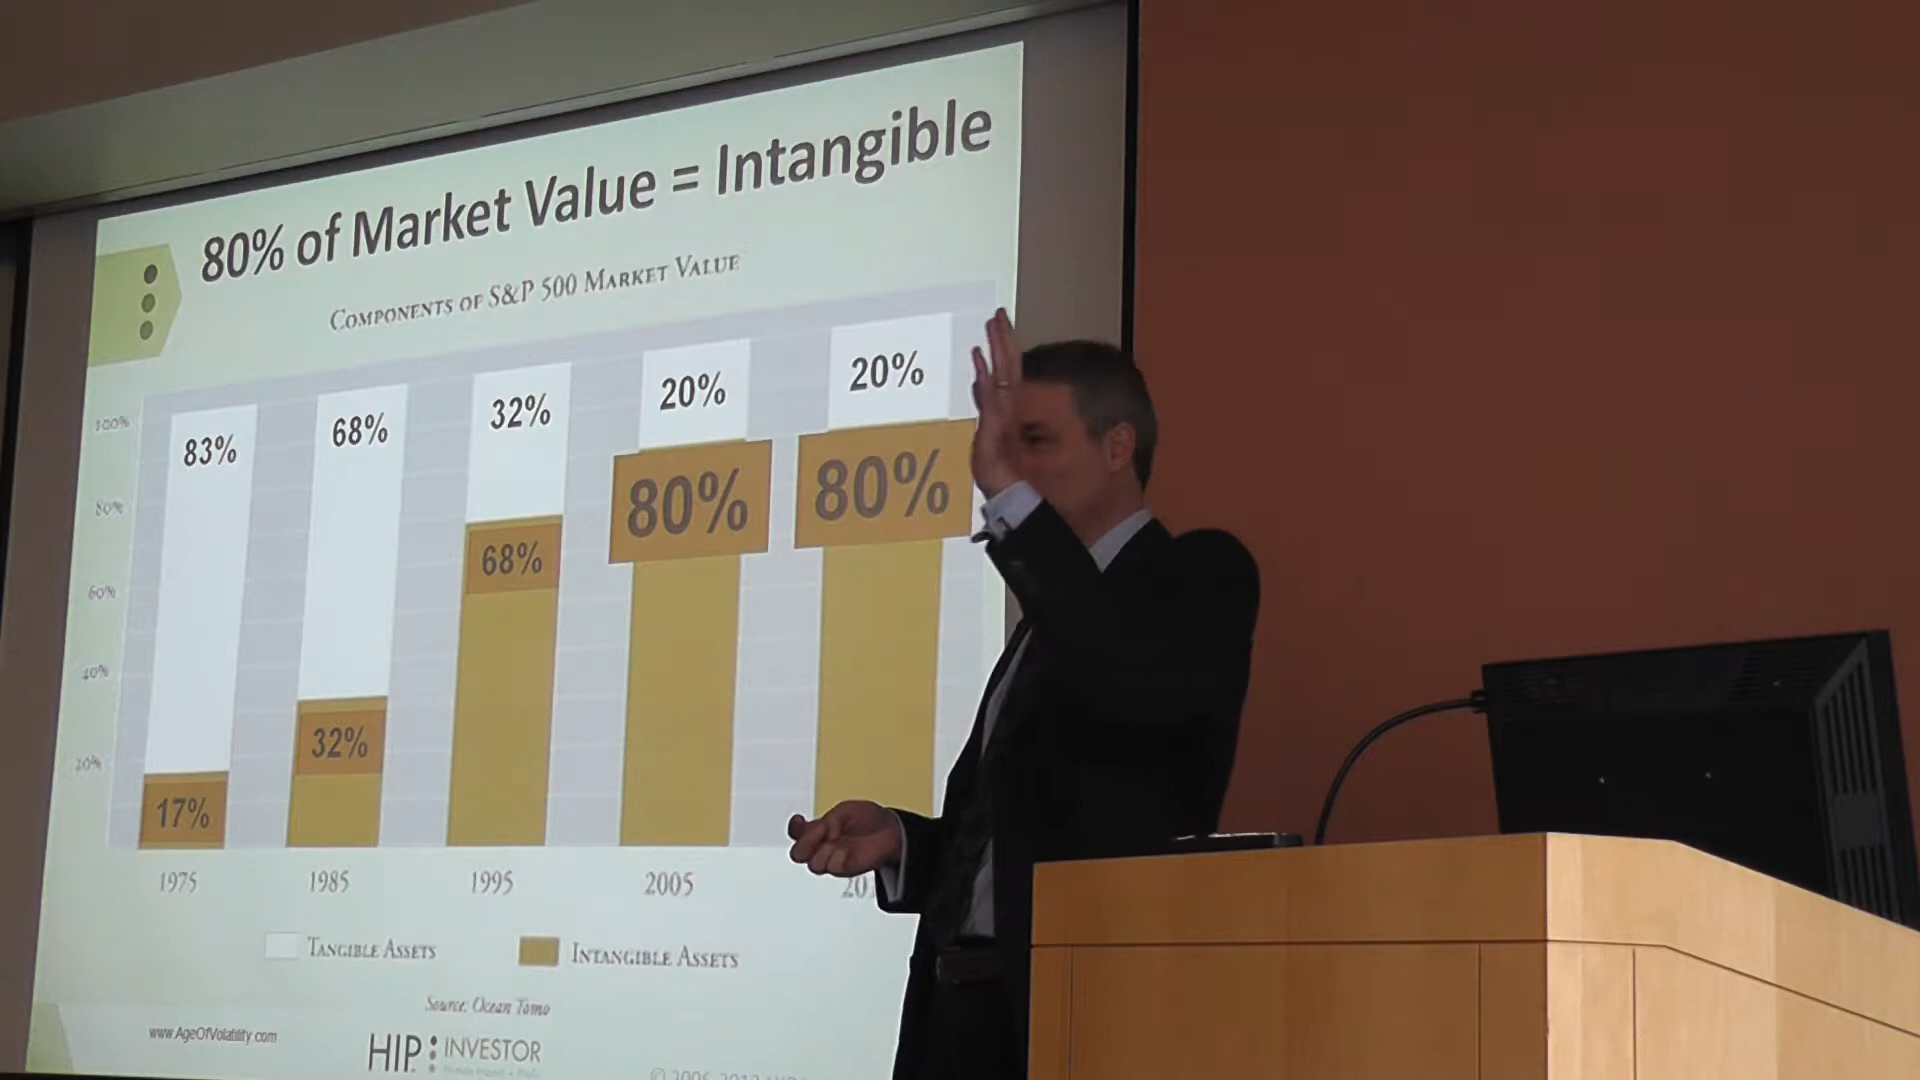 80% of Market Value = Intangible
COMPONENTS OF S&P 500 MARKET VALUE
100%
80%
60%
40%
20%
83% 68% 32% 20% 20%
17% 32% 68% 80% 80%
1975 1985 1995 2005
TANGIBLE ASSETS INTANGIBLE ASSETS
Source: Ocean Tomo
www.AgeOfVolatility.com
HIP INVESTOR